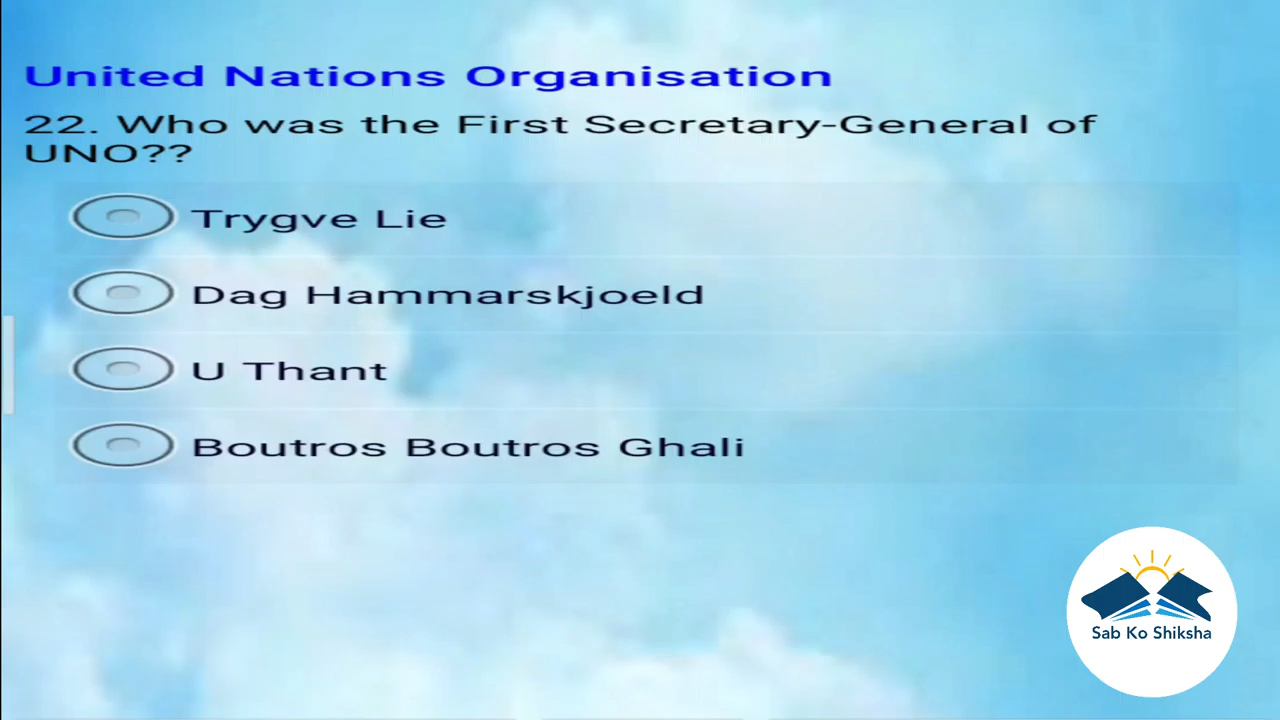 United Nations Organisation
22. Who was the First Secretary-General of
UNO??
Trygve Lie
Dag Hammarskjoeld
U Thant
Boutros Boutros Ghali
Sab Ko Shiksha